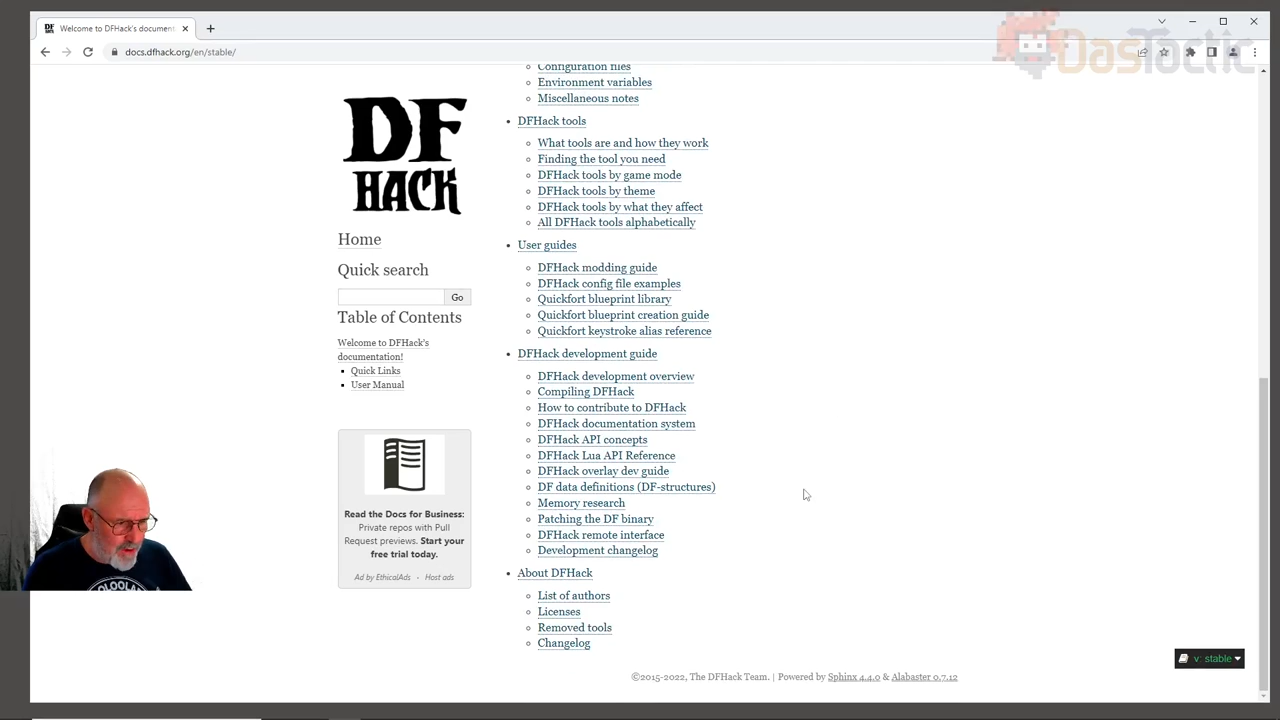 DF HACK
Welcome to DFHack's document
docs.dfhack.org/en/stable/
DasTactic
DF
HACK
Home
Quick search
Go
Table of Contents
Welcome to DFHack's
documentation!
Quick Links
User Manual
Read the Docs for Business:
Private repos with Pull
Request previews. Start your
free trial today.
Ad by EthicalAds · Host ads
Configuration files
Environment variables
Miscellaneous notes
DFHack tools
What tools are and how they work
Finding the tool you need
DFHack tools by game mode
DFHack tools by theme
DFHack tools by what they affect
All DFHack tools alphabetically
User guides
DFHack modding guide
DFHack config file examples
Quickfort blueprint library
Quickfort blueprint creation guide
Quickfort keystroke alias reference
DFHack development guide
DFHack development overview
Compiling DFHack
How to contribute to DFHack
DFHack documentation system
DFHack API concepts
DFHack Lua API Reference
DFHack overlay dev guide
DF data definitions (DF-structures)
Memory research
Patching the DF binary
DFHack remote interface
Development changelog
About DFHack
List of authors
Licenses
Removed tools
Changelog
v: stable
©2015-2022, The DFHack Team. | Powered by Sphinx 4.4.0 & Alabaster 0.7.12